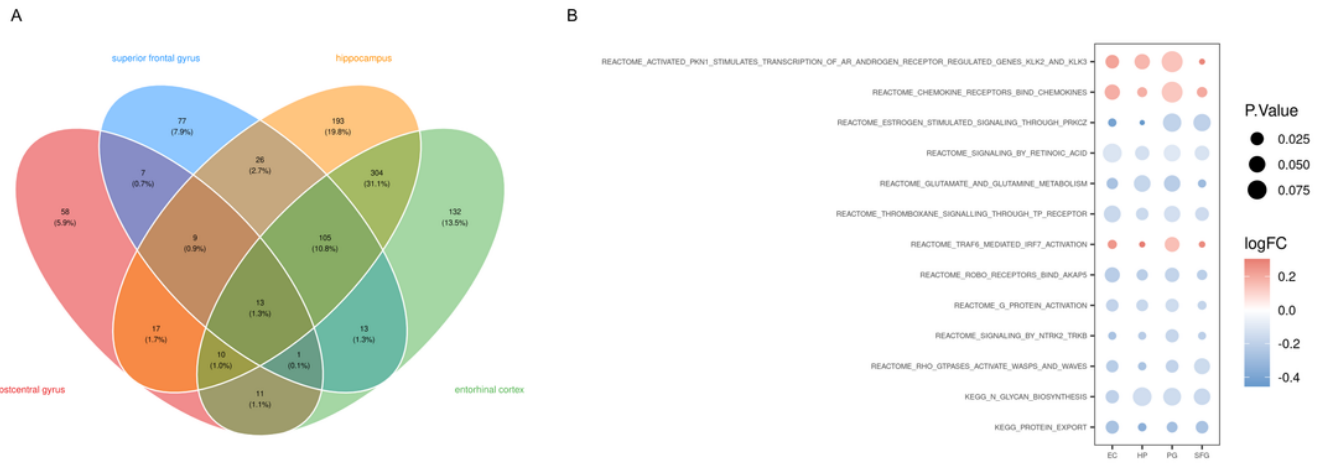 A
superior frontal gyrus
hippocampus
77
(7.9%)
193
(19.8%)
26
(2.7%)
7
(0.7%)
304
(31.1%)
58
(5.9%)
132
(13.5%)
9
(0.9%)
105
(10.8%)
13
(1.3%)
17
(1.7%)
13
(1.3%)
10
(1.0%)
1
(0.1%)
11
(1.1%)
ostcentral gyrus
entorhinal cortex
B
REACTOME_ACTIVATED_PKN1_STIMULATES_TRANSCRIPTION_OF_AR_ANDROGEN_RECEPTOR_REGULATED_GENES_KLK2_AND_KLK3
REACTOME_CHEMOKINE_RECEPTORS_BIND_CHEMOKINES
REACTOME_ESTROGEN_STIMULATED_SIGNALING_THROUGH_PRKCZ
REACTOME_SIGNALING_BY_RETINOIC_ACID
REACTOME_GLUTAMATE_AND_GLUTAMINE_METABOLISM
REACTOME_THROMBOXANE_SIGNALLING_THROUGH_TP_RECEPTOR
REACTOME_TRAF6_MEDIATED_IRF7_ACTIVATION
REACTOME_ROBO_RECEPTORS_BIND_AKAP5
REACTOME_G_PROTEIN_ACTIVATION
REACTOME_SIGNALING_BY_NTRK2_TRKB
REACTOME_RHO_GTPASES_ACTIVATE_WASPS_AND_WAVES
KEGG_N_GLYCAN_BIOSYNTHESIS
KEGG_PROTEIN_EXPORT
EC HP PG SFG
P.Value
0.025
0.050
0.075
logFC
0.2
0.0
-0.2
-0.4